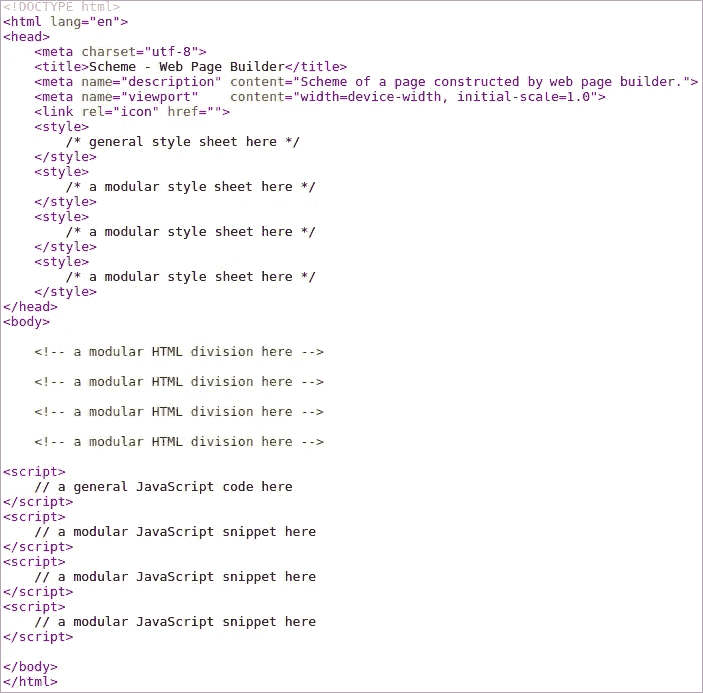 <!DOCTYPE html>
<html lang="en">
<head>
    <meta charset="utf-8">
    <title>Scheme - Web Page Builder</title>
    <meta name="description" content="Scheme of a page constructed by web page builder.">
    <meta name="viewport"    content="width=device-width, initial-scale=1.0">
    <link rel="icon" href="">
    <style>
        /* general style sheet here */
    </style>
    <style>
        /* a modular style sheet here */
    </style>
    <style>
        /* a modular style sheet here */
    </style>
    <style>
        /* a modular style sheet here */
    </style>
</head>
<body>

    <!-- a modular HTML division here -->

    <!-- a modular HTML division here -->

    <!-- a modular HTML division here -->

    <!-- a modular HTML division here -->

<script>
    // a general JavaScript code here
</script>
<script>
    // a modular JavaScript snippet here
</script>
<script>
    // a modular JavaScript snippet here
</script>
<script>
    // a modular JavaScript snippet here
</script>

</body>
</html>